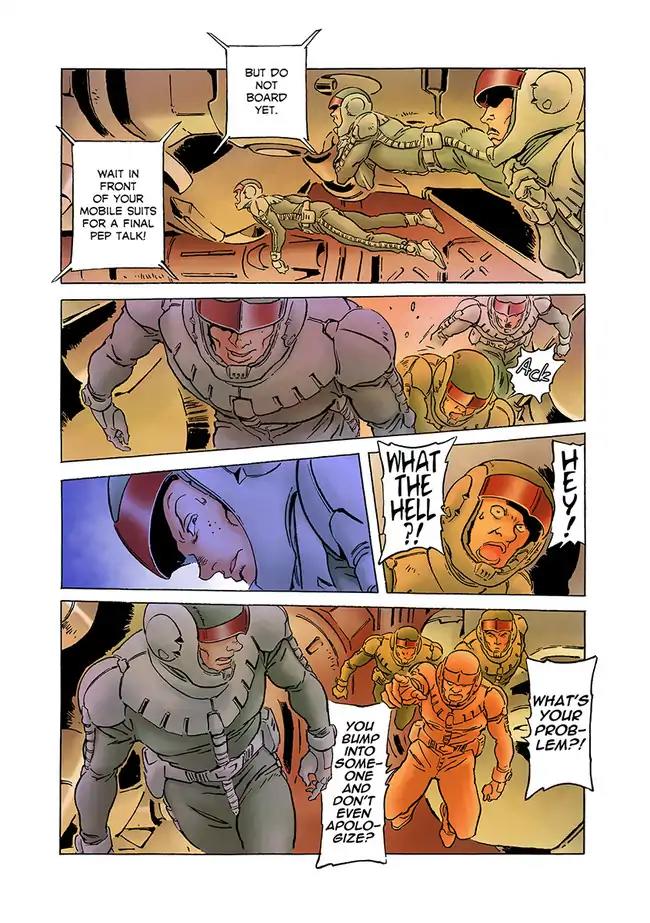 BUT DO
NOT
BOARD
YET.
WAIT IN
FRONT
OF YOUR
MOBILE SUITS
FOR A FINAL
PEP TALK!
ACK
HEY!
WHAT
THE
HELL
?!
WHAT'S
YOUR
PROB-
LEM?!
YOU
BUMP
INTO
SOME-
ONE
AND
DON'T
EVEN
APOLO-
GIZE?